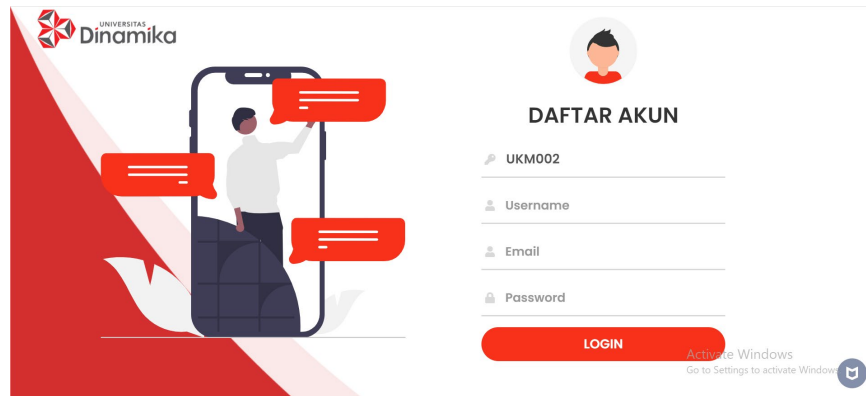 UNIVERSITAS
Dinamika
DAFTAR AKUN
UKM002
Username
Email
Password
LOGIN
Activate Windows
Go to Settings to activate Windows